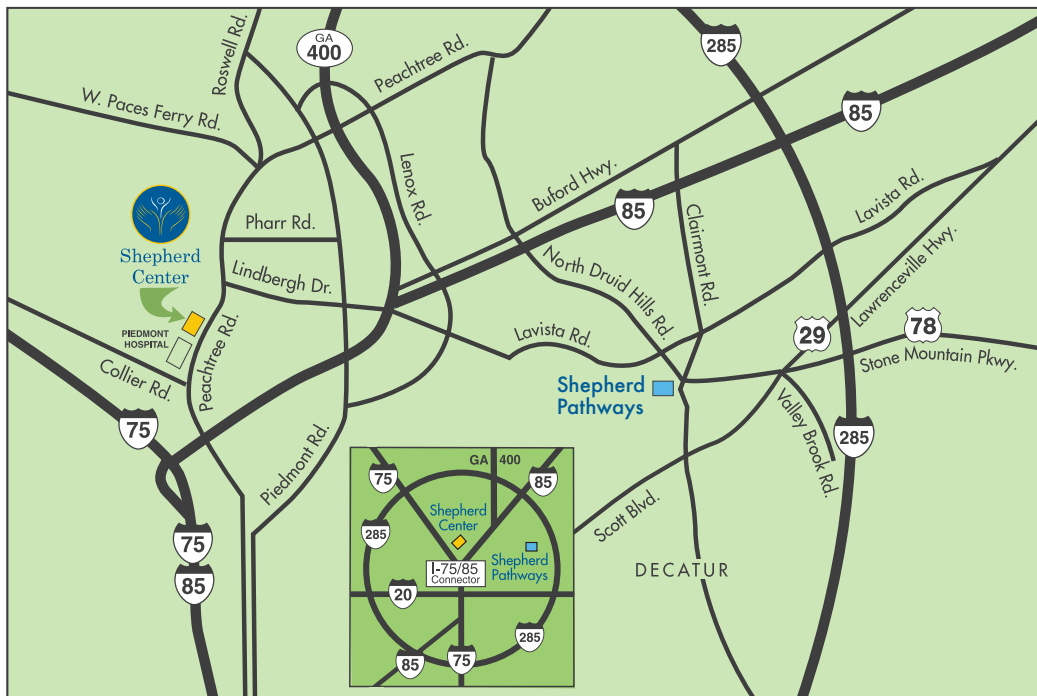 Roswell Rd.
GA
400
Peachtree Rd.
285
W. Paces Ferry Rd.
85
Lenox Rd.
Buford Hwy.
85
Lavista Rd.
Pharr Rd.
Clairmont Rd.
Shepherd
Center
Lindbergh Dr.
North Druid Hills Rd.
Lawrenceville Hwy.
PIEDMONT
HOSPITAL
Peachtree Rd.
Lavista Rd.
29
78
Stone Mountain Pkwy.
Collier Rd.
Shepherd
Pathways
75
Valley Brook Rd.
285
Piedmont Rd.
Scott Blvd.
75
85
DECATUR
GA 400
75
85
285
Shepherd
Center
Shepherd
Pathways
I-75/85
Connector
20
285
85
75